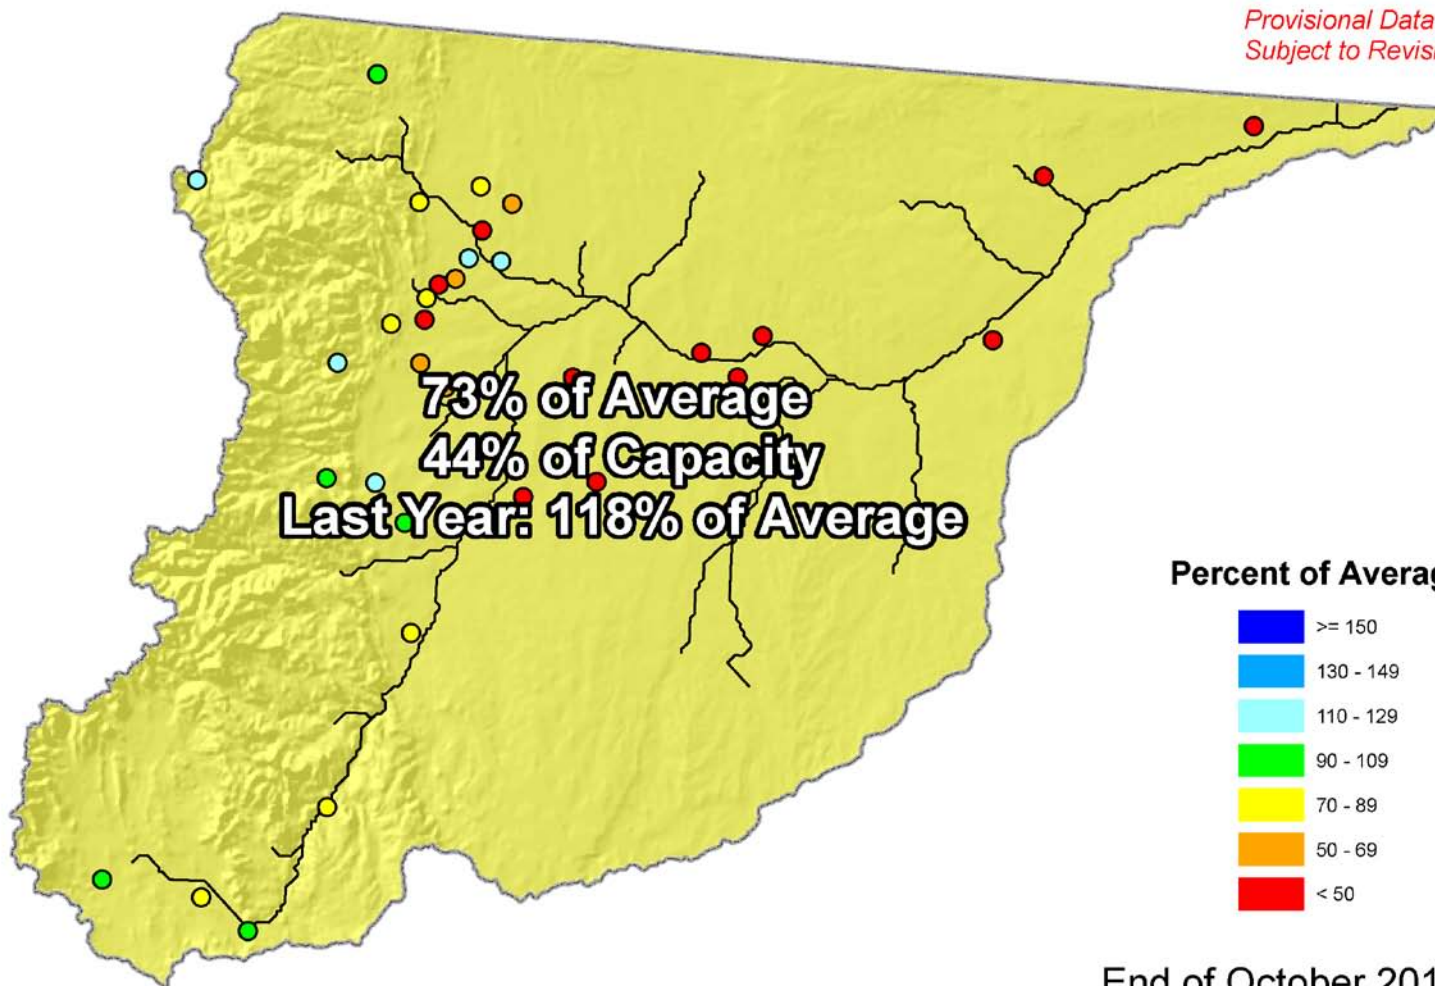 Provisional Data
Subject to Revis
73% of Average
44% of Capacity
Last Year: 118% of Average
Percent of Averag
>= 150
130 - 149
110 - 129
90 - 109
70 - 89
50 - 69
< 50
End of October 201